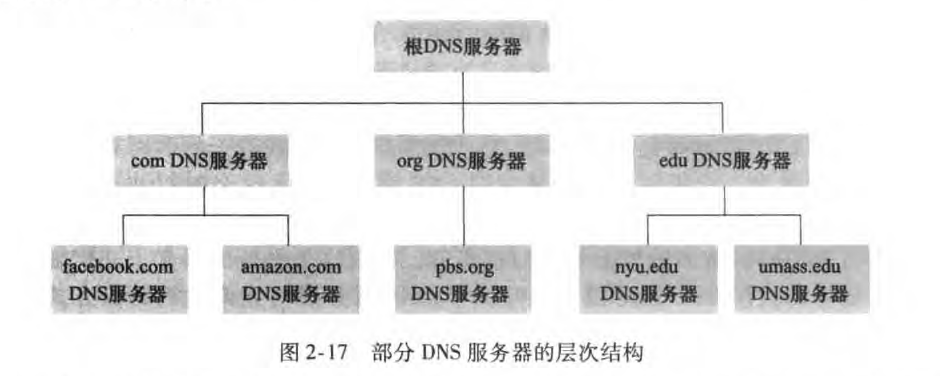 根DNS服务器
com DNS服务器
org DNS服务器
edu DNS服务器
facebook.com
DNS服务器
amazon.com
DNS服务器
pbs.org
DNS服务器
nyu.edu
DNS服务器
umass.edu
DNS服务器
图 2-17 部分 DNS 服务器的层次结构